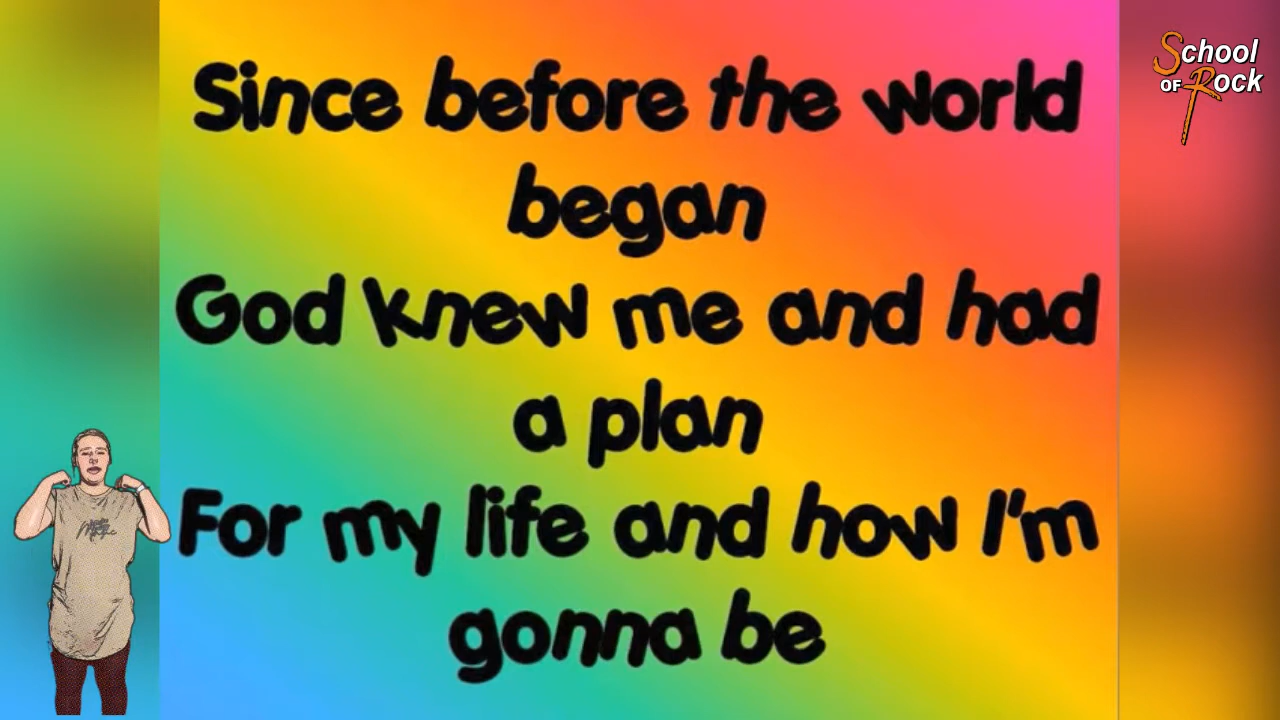 Since before the world
began
God knew me and had
a plan
For my life and how I'm
gonna be
School
OF Rock